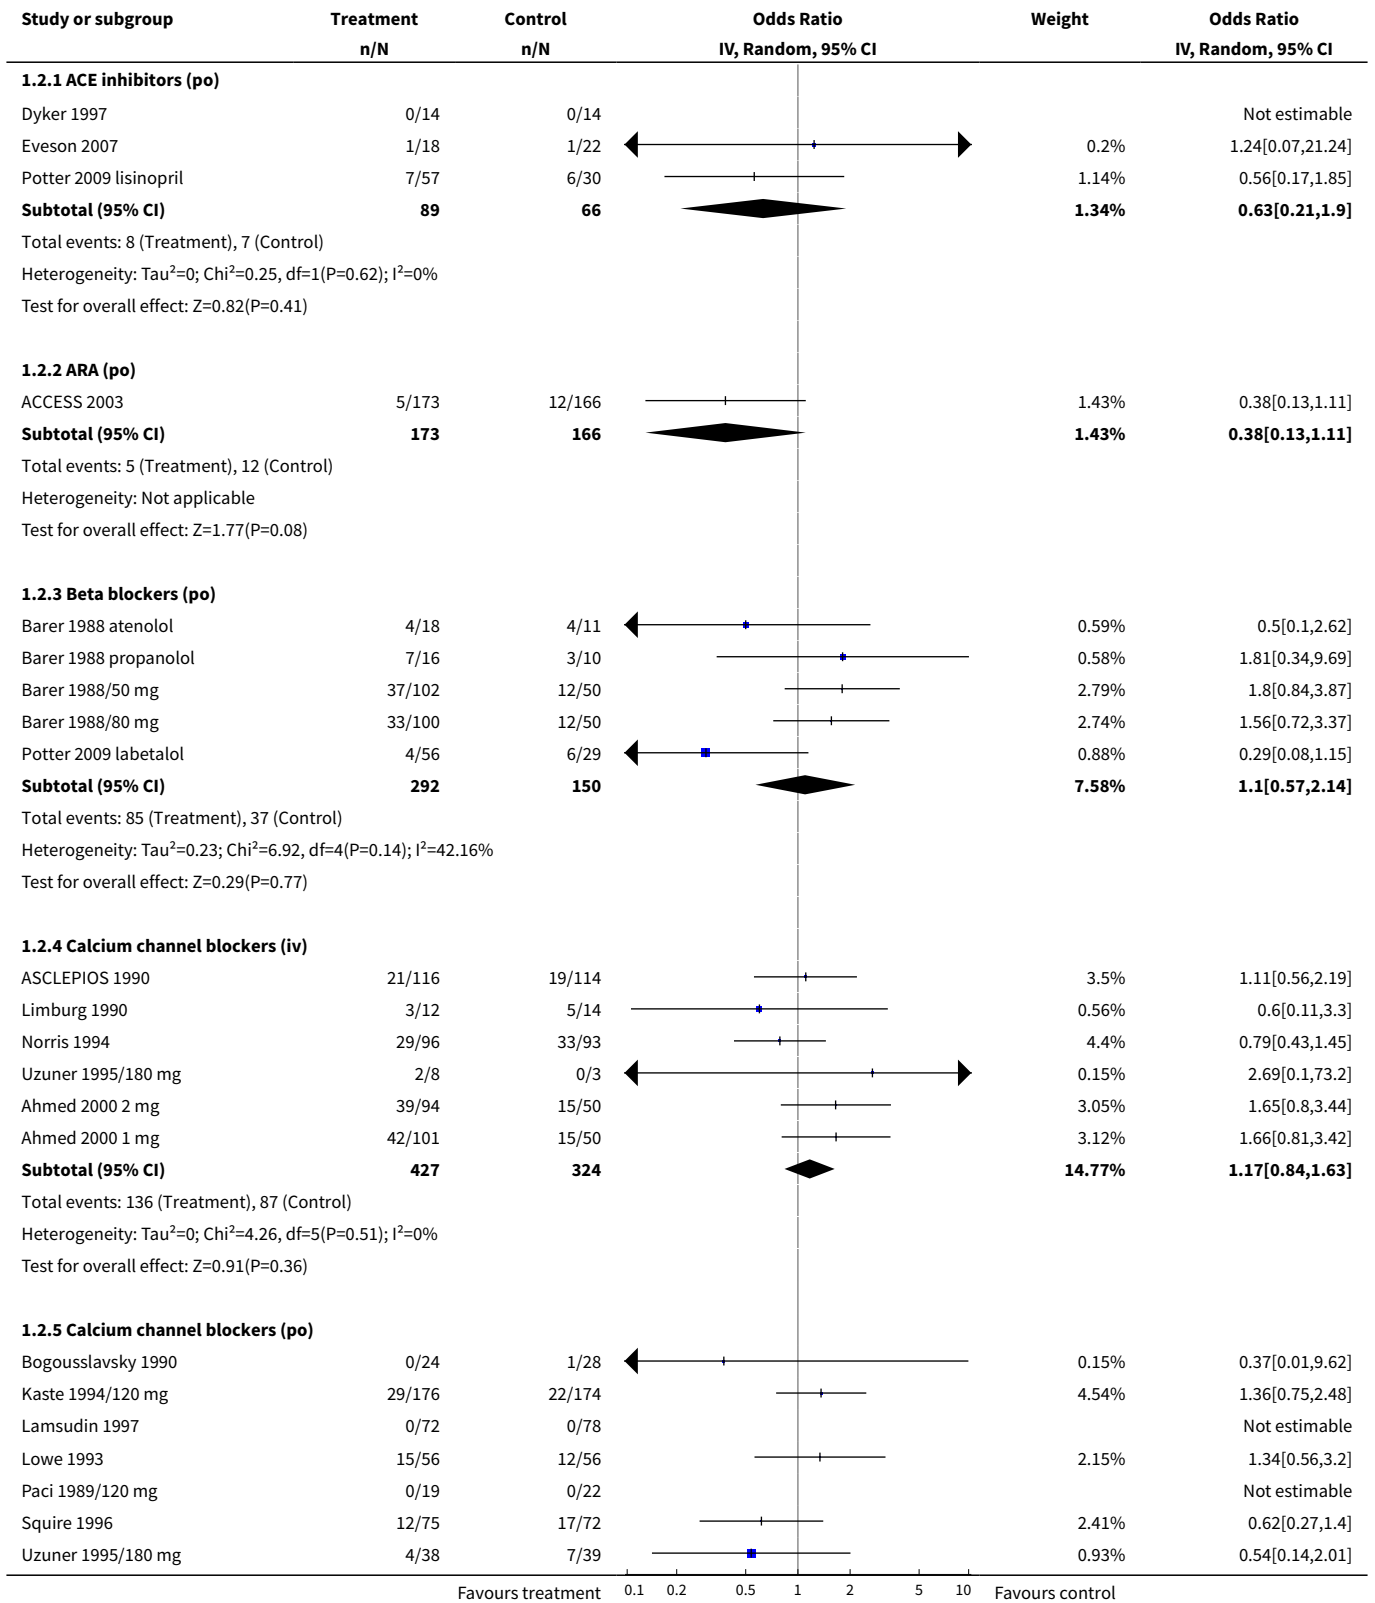 Study or subgroup Treatment Control Odds Ratio Weight Odds Ratio
n/N n/N IV, Random, 95% CI IV, Random, 95% CI
1.2.1 ACE inhibitors (po)
Dyker 1997 0/14 0/14 Not estimable
Eveson 2007 1/18 1/22 0.2% 1.24[0.07,21.24]
Potter 2009 lisinopril 7/57 6/30 1.14% 0.56[0.17,1.85]
Subtotal (95% CI) 89 66 1.34% 0.63[0.21,1.9]
Total events: 8 (Treatment), 7 (Control)
Heterogeneity: Tau²=0; Chi²=0.25, df=1(P=0.62); I²=0%
Test for overall effect: Z=0.82(P=0.41)
1.2.2 ARA (po)
ACCESS 2003 5/173 12/166 1.43% 0.38[0.13,1.11]
Subtotal (95% CI) 173 166 1.43% 0.38[0.13,1.11]
Total events: 5 (Treatment), 12 (Control)
Heterogeneity: Not applicable
Test for overall effect: Z=1.77(P=0.08)
1.2.3 Beta blockers (po)
Barer 1988 atenolol 4/18 4/11 0.59% 0.5[0.1,2.62]
Barer 1988 propanolol 7/16 3/10 0.58% 1.81[0.34,9.69]
Barer 1988/50 mg 37/102 12/50 2.79% 1.8[0.84,3.87]
Barer 1988/80 mg 33/100 12/50 2.74% 1.56[0.72,3.37]
Potter 2009 labetalol 4/56 6/29 0.88% 0.29[0.08,1.15]
Subtotal (95% CI) 292 150 7.58% 1.1[0.57,2.14]
Total events: 85 (Treatment), 37 (Control)
Heterogeneity: Tau²=0.23; Chi²=6.92, df=4(P=0.14); I²=42.16%
Test for overall effect: Z=0.29(P=0.77)
1.2.4 Calcium channel blockers (iv)
ASCLEPIOS 1990 21/116 19/114 3.5% 1.11[0.56,2.19]
Limburg 1990 3/12 5/14 0.56% 0.6[0.11,3.3]
Norris 1994 29/96 33/93 4.4% 0.79[0.43,1.45]
Uzuner 1995/180 mg 2/8 0/3 0.15% 2.69[0.1,73.2]
Ahmed 2000 2 mg 39/94 15/50 3.05% 1.65[0.8,3.44]
Ahmed 2000 1 mg 42/101 15/50 3.12% 1.66[0.81,3.42]
Subtotal (95% CI) 427 324 14.77% 1.17[0.84,1.63]
Total events: 136 (Treatment), 87 (Control)
Heterogeneity: Tau²=0; Chi²=4.26, df=5(P=0.51); I²=0%
Test for overall effect: Z=0.91(P=0.36)
1.2.5 Calcium channel blockers (po)
Bogousslavsky 1990 0/24 1/28 0.15% 0.37[0.01,9.62]
Kaste 1994/120 mg 29/176 22/174 4.54% 1.36[0.75,2.48]
Lamsudin 1997 0/72 0/78 Not estimable
Lowe 1993 15/56 12/56 2.15% 1.34[0.56,3.2]
Paci 1989/120 mg 0/19 0/22 Not estimable
Squire 1996 12/75 17/72 2.41% 0.62[0.27,1.4]
Uzuner 1995/180 mg 4/38 7/39 0.93% 0.54[0.14,2.01]
Favours treatment 0.1 0.2 0.5 1 2 5 10 Favours control